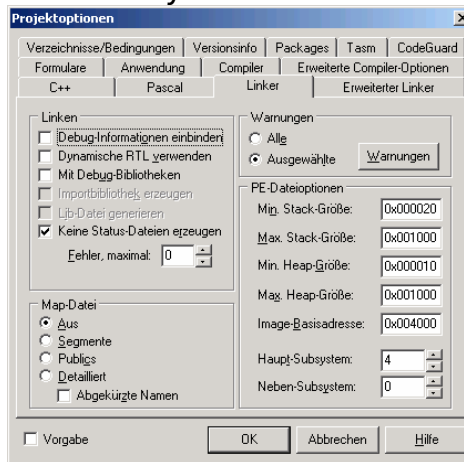 Projektoptionen
Verzeichnisse/Bedingungen Versionsinfo Packages Tasm CodeGuard
Formulare Anwendung Compiler Erweiterte Compiler-Optionen
C++ Pascal Linker Erweiterter Linker
Linken
Debug-Informationen einbinden
Dynamische RTL verwenden
Mit Debug-Bibliotheken
Importbibliothek erzeugen
Lib-Datei generieren
Keine Status-Dateien erzeugen
Fehler, maximal: 0
Map-Datei
Aus
Segmente
Publics
Detailliert
Abgekürzte Namen
Warnungen
Alle
Ausgewählte Warnungen
PE-Dateioptionen
Min. Stack-Größe: 0x000020
Max. Stack-Größe: 0x001000
Min. Heap-Größe: 0x000010
Max. Heap-Größe: 0x001000
Image-Basisadresse: 0x004000
Haupt-Subsystem: 4
Neben-Subsystem: 0
Vorgabe OK Abbrechen Hilfe